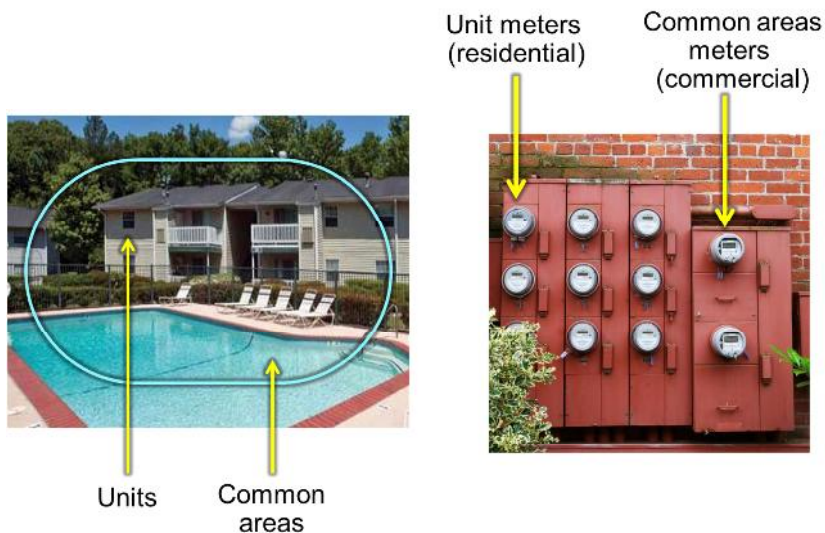 Unit meters
(residential)
Common areas
meters
(commercial)
Units
Common
areas